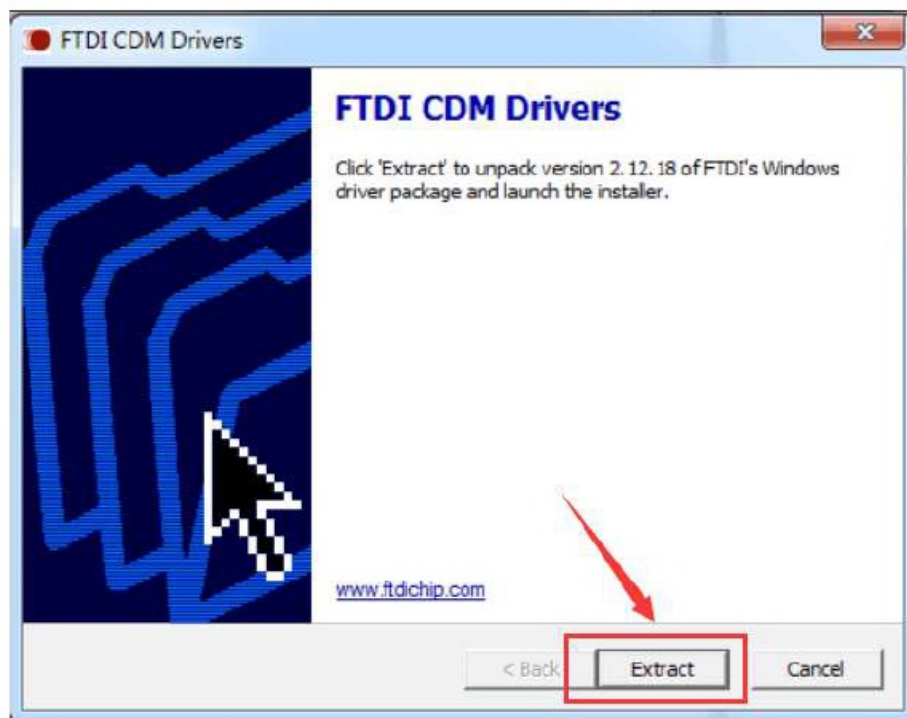 FTDI CDM Drivers
FTDI CDM Drivers
Click 'Extract' to unpack version 2.12.18 of FTDI's Windows
driver package and launch the installer.
www.ftdichip.com
< Back
Extract
Cancel